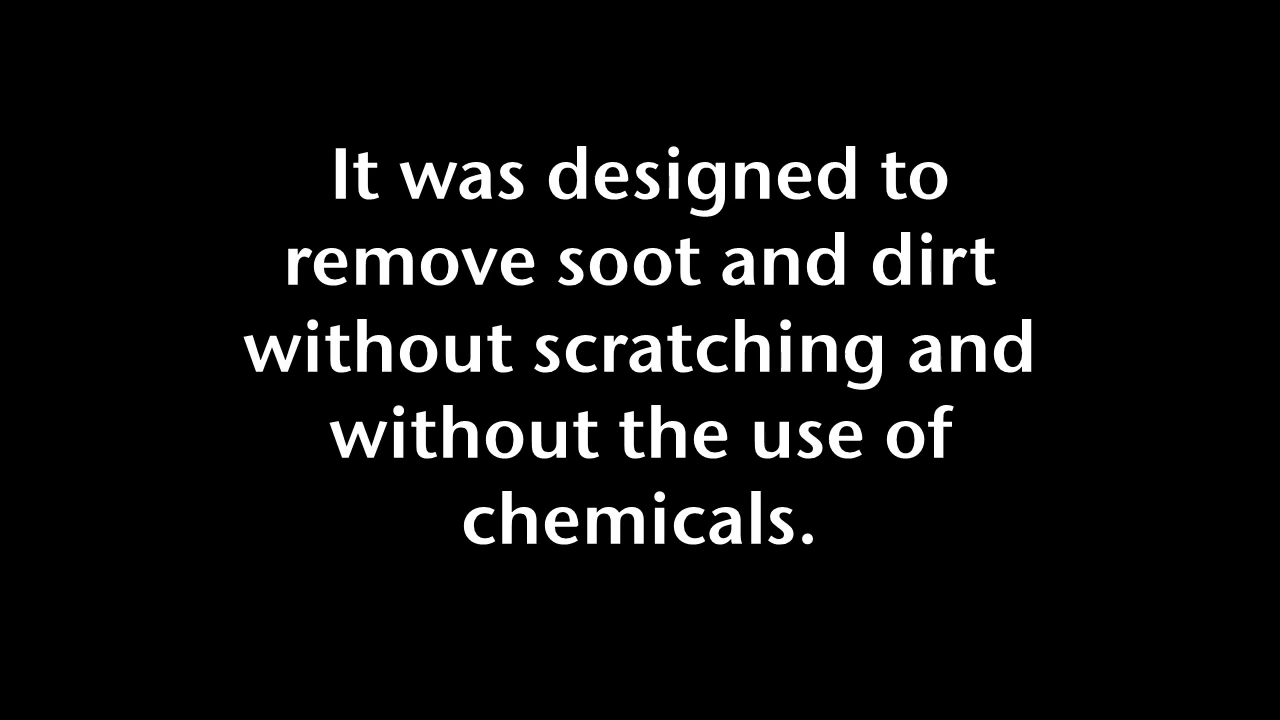 It was designed to
remove soot and dirt
without scratching and
without the use of
chemicals.